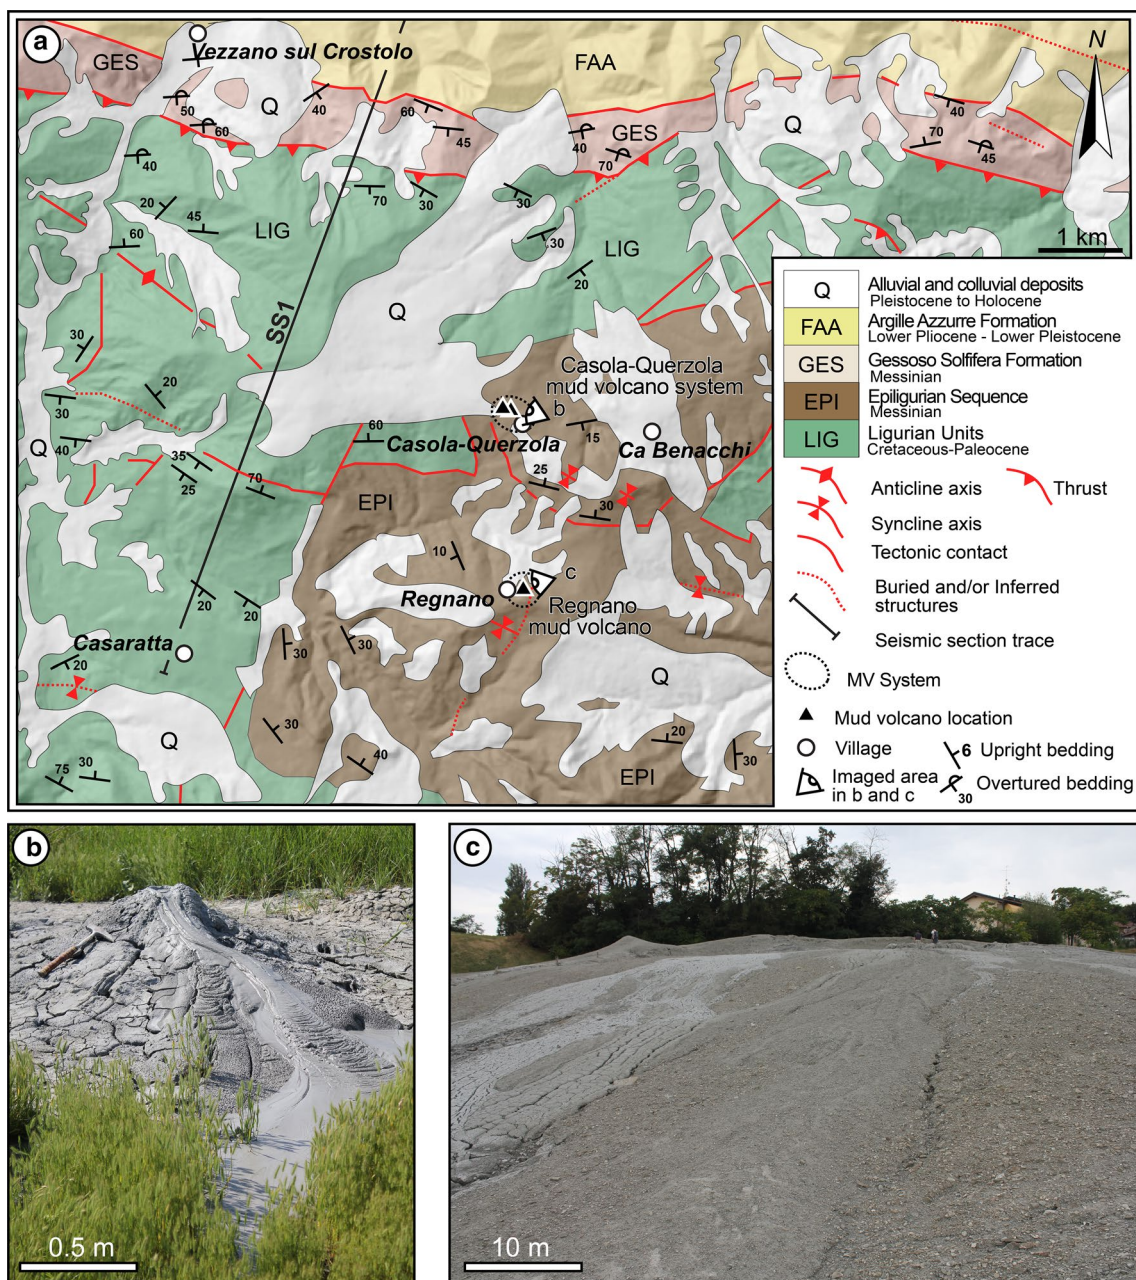 a
Vezzano sul Crostolo
GES
FAA
N
50
Q
40
60
60
45
40
GES
70
Q
40
70
45
40
20
45
LIG
70
30
30
30
LIG
20
1 km
60
SS1
Q
30
20
30
Q
40
35
25
70
60
Casola-Querzola
mud volcano system
b
Casola-Querzola
15
Ca Benacchi
25
EPI
30
10
c
Regnano
Regnano
mud volcano
20
20
Casaratta
20
30
30
Q
Q
30
40
20
30
75
30
EPI
Q
Alluvial and colluvial deposits
Pleistocene to Holocene
FAA
Argille Azzurre Formation
Lower Pliocene - Lower Pleistocene
GES
Gessoso Solfifera Formation
Messinian
EPI
Epiligurian Sequence
Messinian
LIG
Ligurian Units
Cretaceous-Paleocene
Anticline axis
Thrust
Syncline axis
Tectonic contact
Buried and/or Inferred
structures
Seismic section trace
MV System
Mud volcano location
Village
6 Upright bedding
Imaged area
in b and c
30
Overtured bedding
b
0.5 m
c
10 m